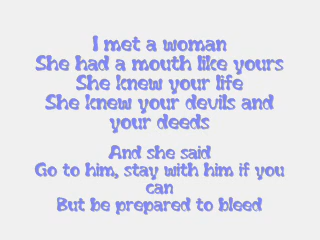 I met a woman
She had a mouth like yours
She knew your life
She knew your devils and
your deeds
And she said
Go to him, stay with him if you
can
But be prepared to bleed